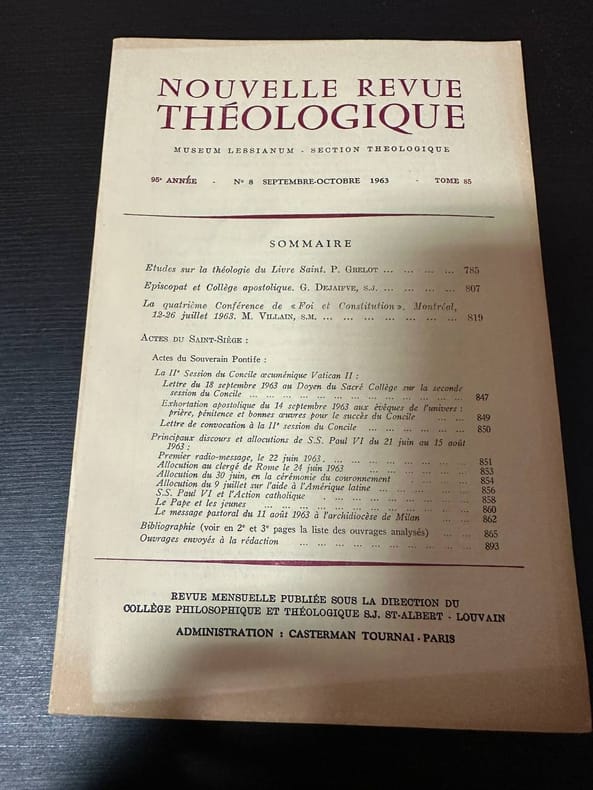 NOUVELLE REVUE
THÉOLOGIQUE
MUSEUM LESSIANUM - SECTION THEOLOGIQUE
95e ANNÉE - No 8 SEPTEMBRE-OCTOBRE 1963 - TOME 85
SOMMAIRE
Etudes sur la théologie du Livre Saint. P. GRELOT ... ... ... ... 785
Episcopat et Collège apostolique. G. DEJAIFVE, S.J. ... ... ... ... 807
La quatrième Conférence de « Foi et Constitution ». Montréal,
12-26 juillet 1963. M. VILLAIN, S.M. ... ... ... ... ... ... ... ... 819
ACTES DU SAINT-SIÈGE :
Actes du Souverain Pontife :
La IIe Session du Concile œcuménique Vatican II :
Lettre du 18 septembre 1963 au Doyen du Sacré Collège sur la seconde
session du Concile ... ... ... ... ... ... ... ... ... ... ... ... 847
Exhortation apostolique du 14 septembre 1963 aux évêques de l'univers :
prière, pénitence et bonnes œuvres pour le succès du Concile ... ... 849
Lettre de convocation à la IIe session du Concile ... ... ... ... 850
Principaux discours et allocutions de S.S. Paul VI du 21 juin au 15 août
1963 :
Premier radio-message, le 22 juin 1963. ... ... ... ... ... ... ... 851
Allocution au clergé de Rome le 24 juin 1963 ... ... ... ... ... 853
Allocution du 30 juin, en la cérémonie du couronnement ... ... ... 854
Allocution du 9 juillet sur l'aide à l'Amérique latine ... ... ... ... 856
S.S. Paul VI et l'Action catholique ... ... ... ... ... ... ... 858
Le Pape et les jeunes ... ... ... ... ... ... ... ... ... ... 860
Le message pastoral du 11 août 1963 à l'archidiocèse de Milan ... ... 862
Bibliographie (voir en 2e et 3e pages la liste des ouvrages analysés) ... ... 865
Ouvrages envoyés à la rédaction ... ... ... ... ... ... ... ... ... 893
REVUE MENSUELLE PUBLIÉE SOUS LA DIRECTION DU
COLLÈGE PHILOSOPHIQUE ET THÉOLOGIQUE S.J. ST-ALBERT - LOUVAIN
ADMINISTRATION : CASTERMAN TOURNAI - PARIS